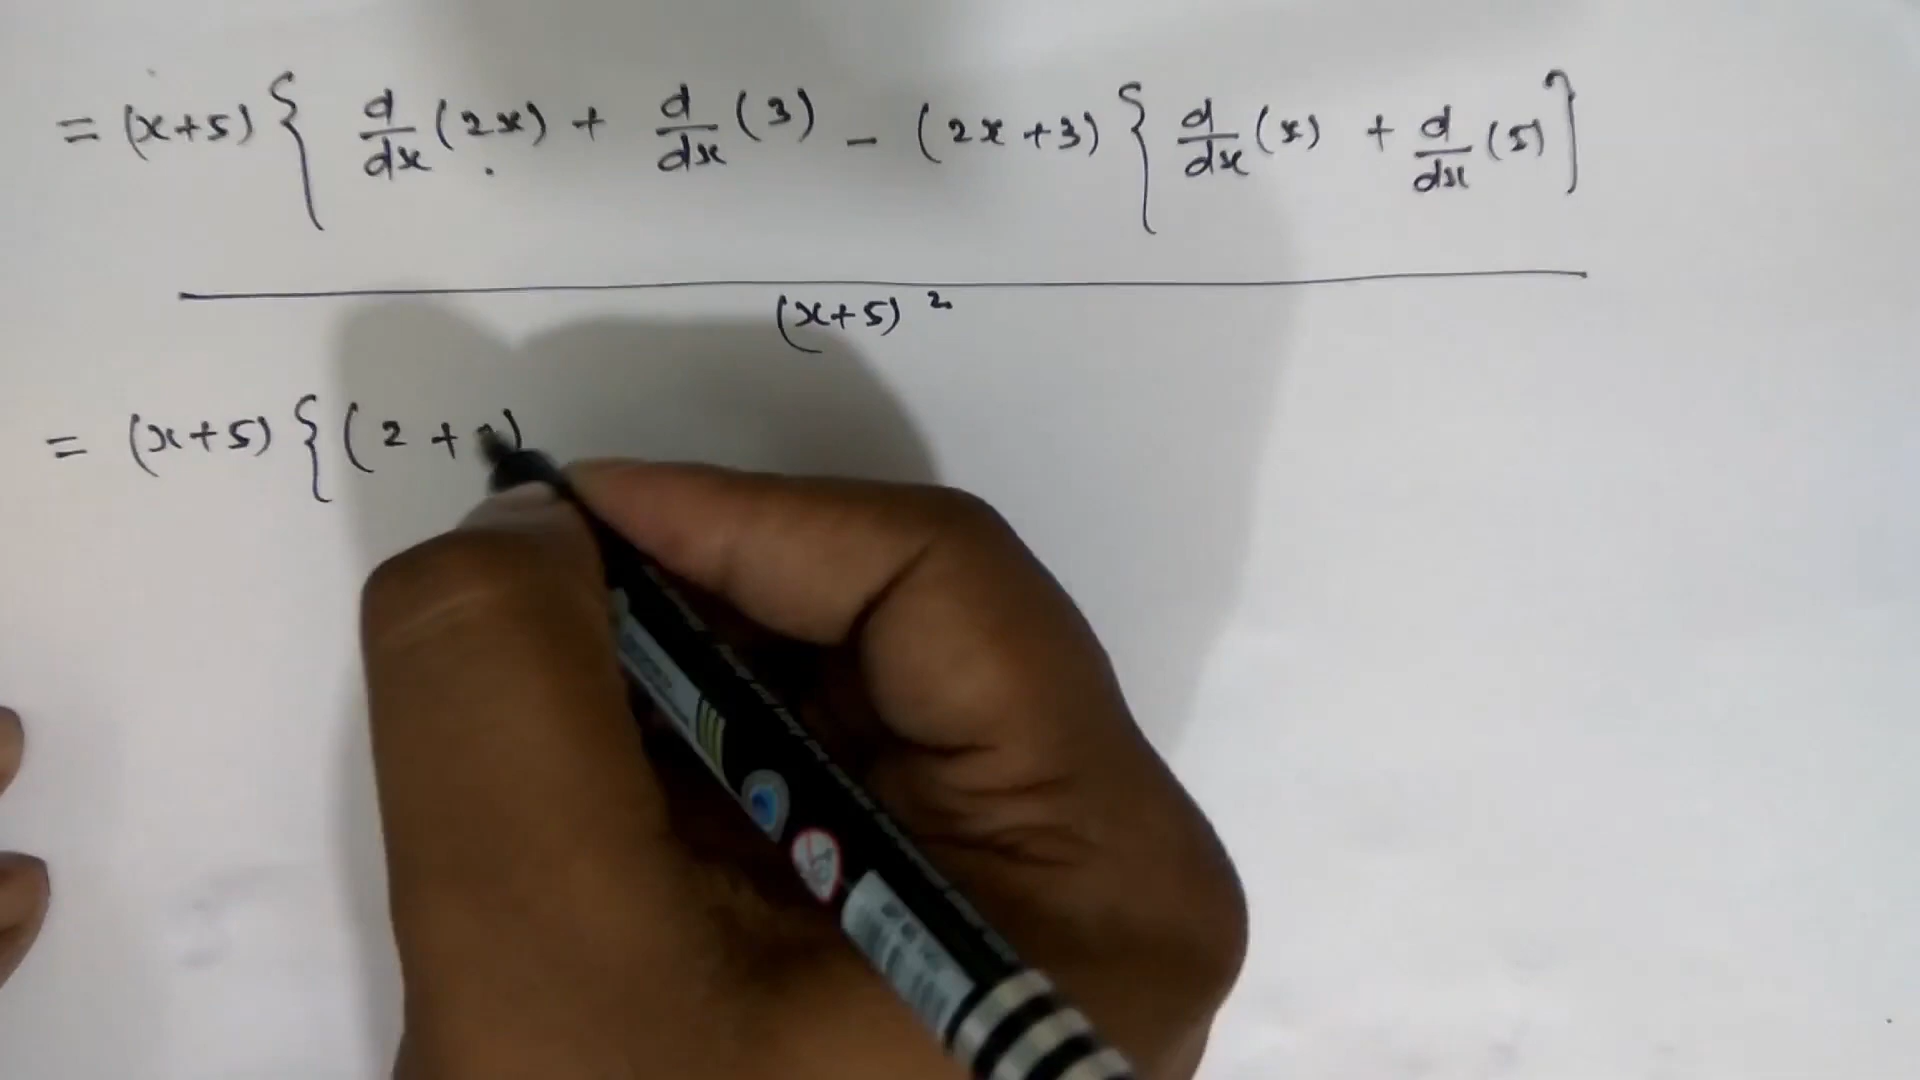 = (x+5) { d/dx (2x) + d/dx (3) - (2x+3) { d/dx (x) + d/dx (5) }
(x+5)²
= (x+5) { (2 + )